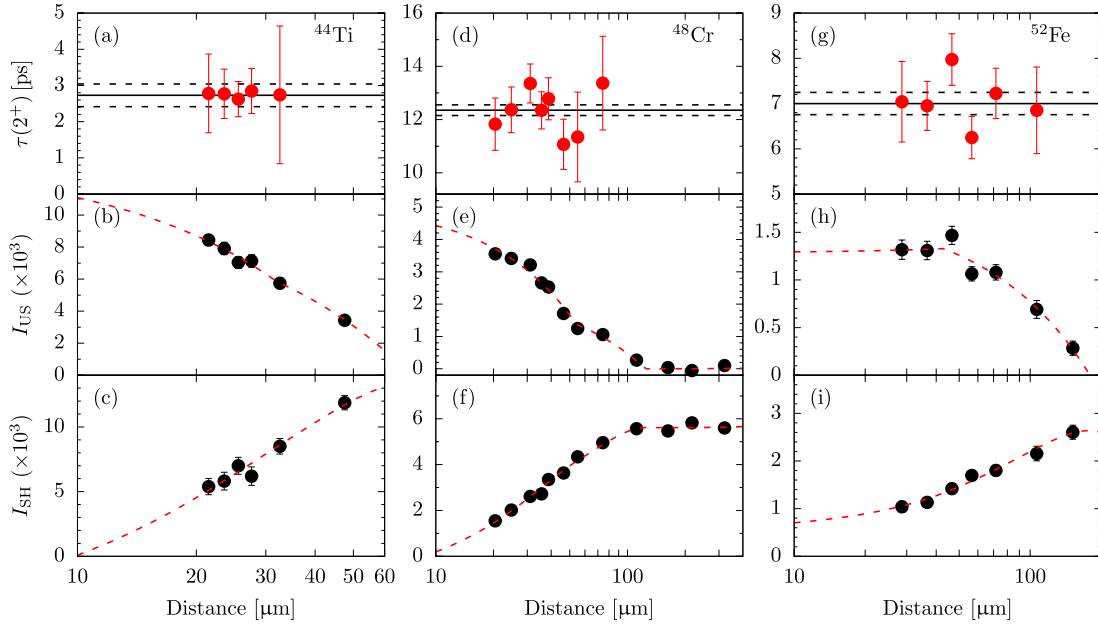 (a) ⁴⁴Ti
τ(2⁺) [ps]
0
1
2
3
4
5
(d) ⁴⁸Cr
10
12
14
16
(g) ⁵²Fe
5
6
7
8
9
(b)
I_US (×10³)
0
2
4
6
8
10
(e)
0
1
2
3
4
5
(h)
0
0.5
1
1.5
(c)
I_SH (×10³)
0
5
10
(f)
0
2
4
6
(i)
0
1
2
3
10 20 30 40 50 60
Distance [μm]
10 100
Distance [μm]
10 100
Distance [μm]